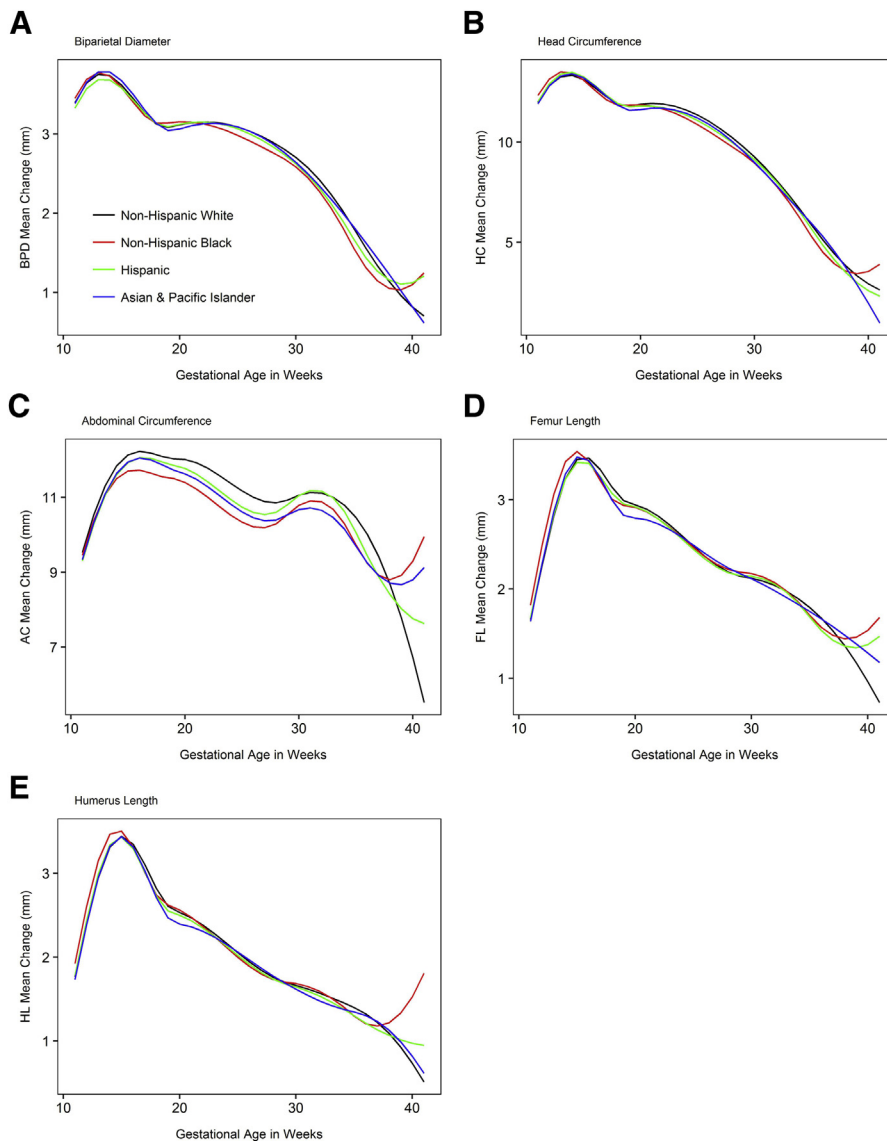 A
Biparietal Diameter
BPD Mean Change (mm)
3
2
1
Non-Hispanic White
Non-Hispanic Black
Hispanic
Asian & Pacific Islander
10 20 30 40
Gestational Age in Weeks
B
Head Circumference
HC Mean Change (mm)
10
5
10 20 30 40
Gestational Age in Weeks
C
Abdominal Circumference
AC Mean Change (mm)
11
9
7
10 20 30 40
Gestational Age in Weeks
D
Femur Length
FL Mean Change (mm)
3
2
1
10 20 30 40
Gestational Age in Weeks
E
Humerus Length
HL Mean Change (mm)
3
2
1
10 20 30 40
Gestational Age in Weeks